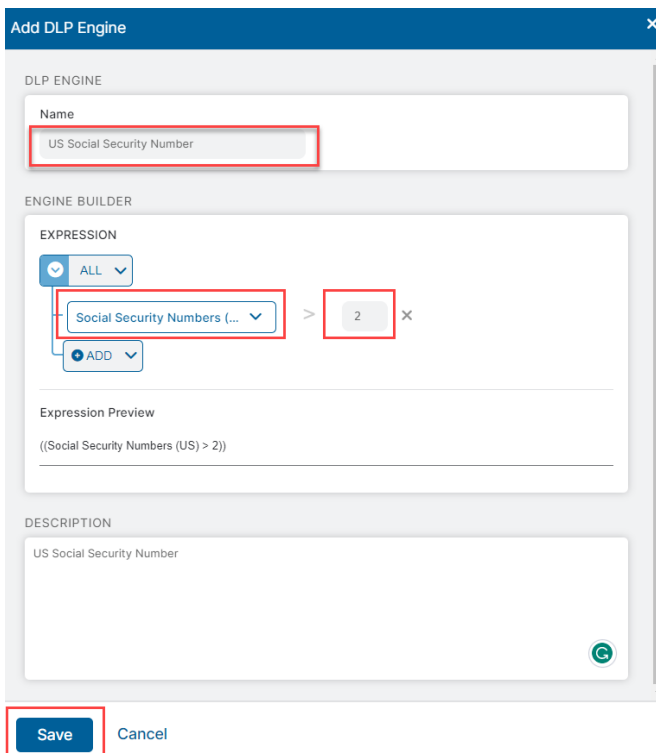 Add DLP Engine
DLP ENGINE
Name
US Social Security Number
ENGINE BUILDER
EXPRESSION
ALL
Social Security Numbers (... > 2 ×
ADD
Expression Preview
((Social Security Numbers (US) > 2))
DESCRIPTION
US Social Security Number
Save Cancel